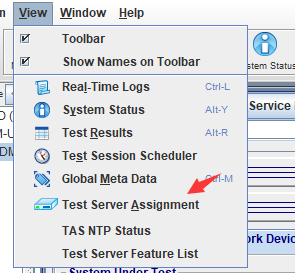 View Window Help
Toolbar
Show Names on Toolbar
System Status
Real-Time Logs Ctrl-L
System Status Alt-Y
Test Results Alt-R
Test Session Scheduler
Global Meta Data Ctrl-M
Test Server Assignment
TAS NTP Status
Test Server Feature List
Service
work Devic
System Under Test